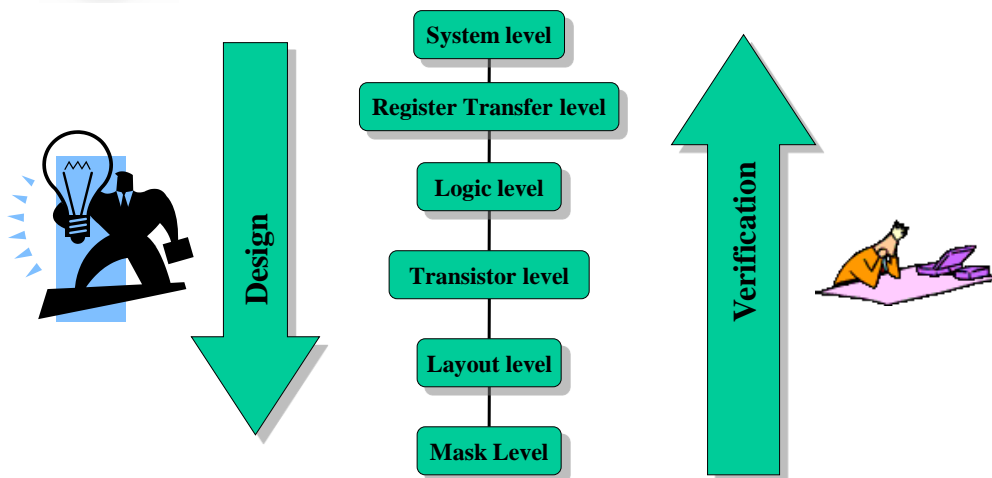 System level
Register Transfer level
Logic level
Transistor level
Layout level
Mask Level
Design
Verification